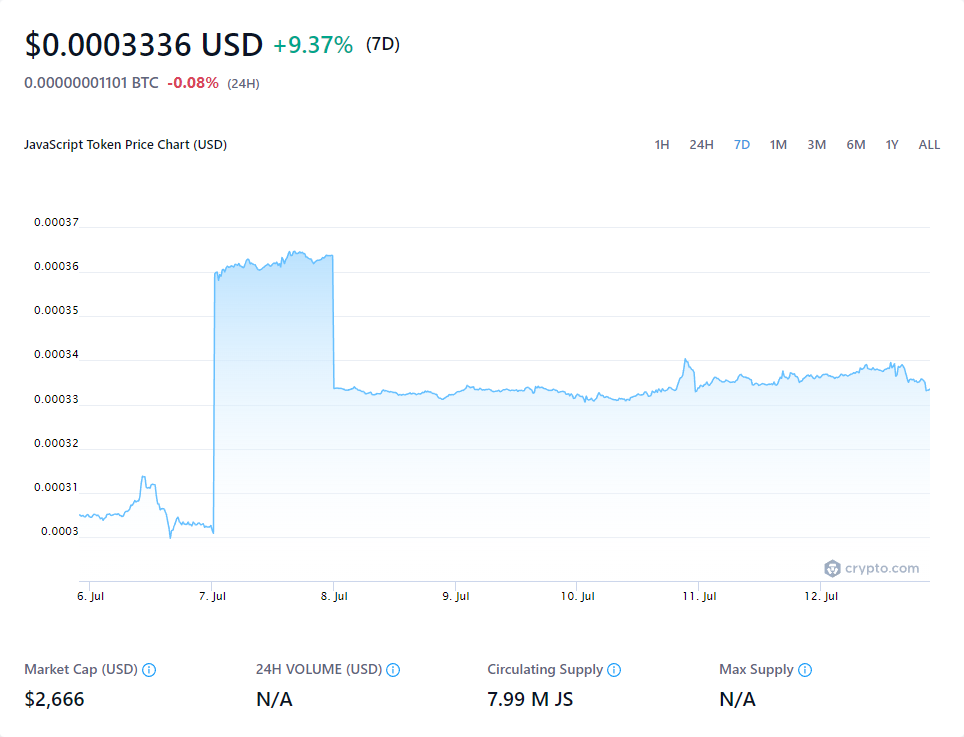 $0.0003336 USD +9.37% (7D)
0.00000001101 BTC -0.08% (24H)
JavaScript Token Price Chart (USD) 1H 24H 7D 1M 3M 6M 1Y ALL
0.00037
0.00036
0.00035
0.00034
0.00033
0.00032
0.00031
0.0003
crypto.com
6. Jul 7. Jul 8. Jul 9. Jul 10. Jul 11. Jul 12. Jul
Market Cap (USD) 24H VOLUME (USD) Circulating Supply Max Supply
$2,666 N/A 7.99 M JS N/A